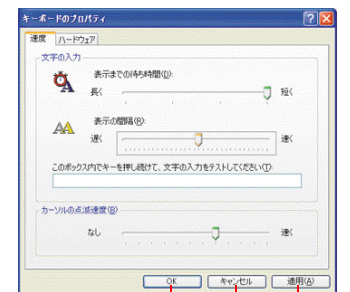 キーボードのプロパティ
速度 ハードウェア
文字の入力
表示までの待ち時間(D):
長く 短く
表示の間隔(R):
遅く 速く
このボックス内でキーを押し続けて、文字の入力をテストしてください(T):
カーソルの点滅速度(B)
なし 速く
OK キャンセル 適用(A)